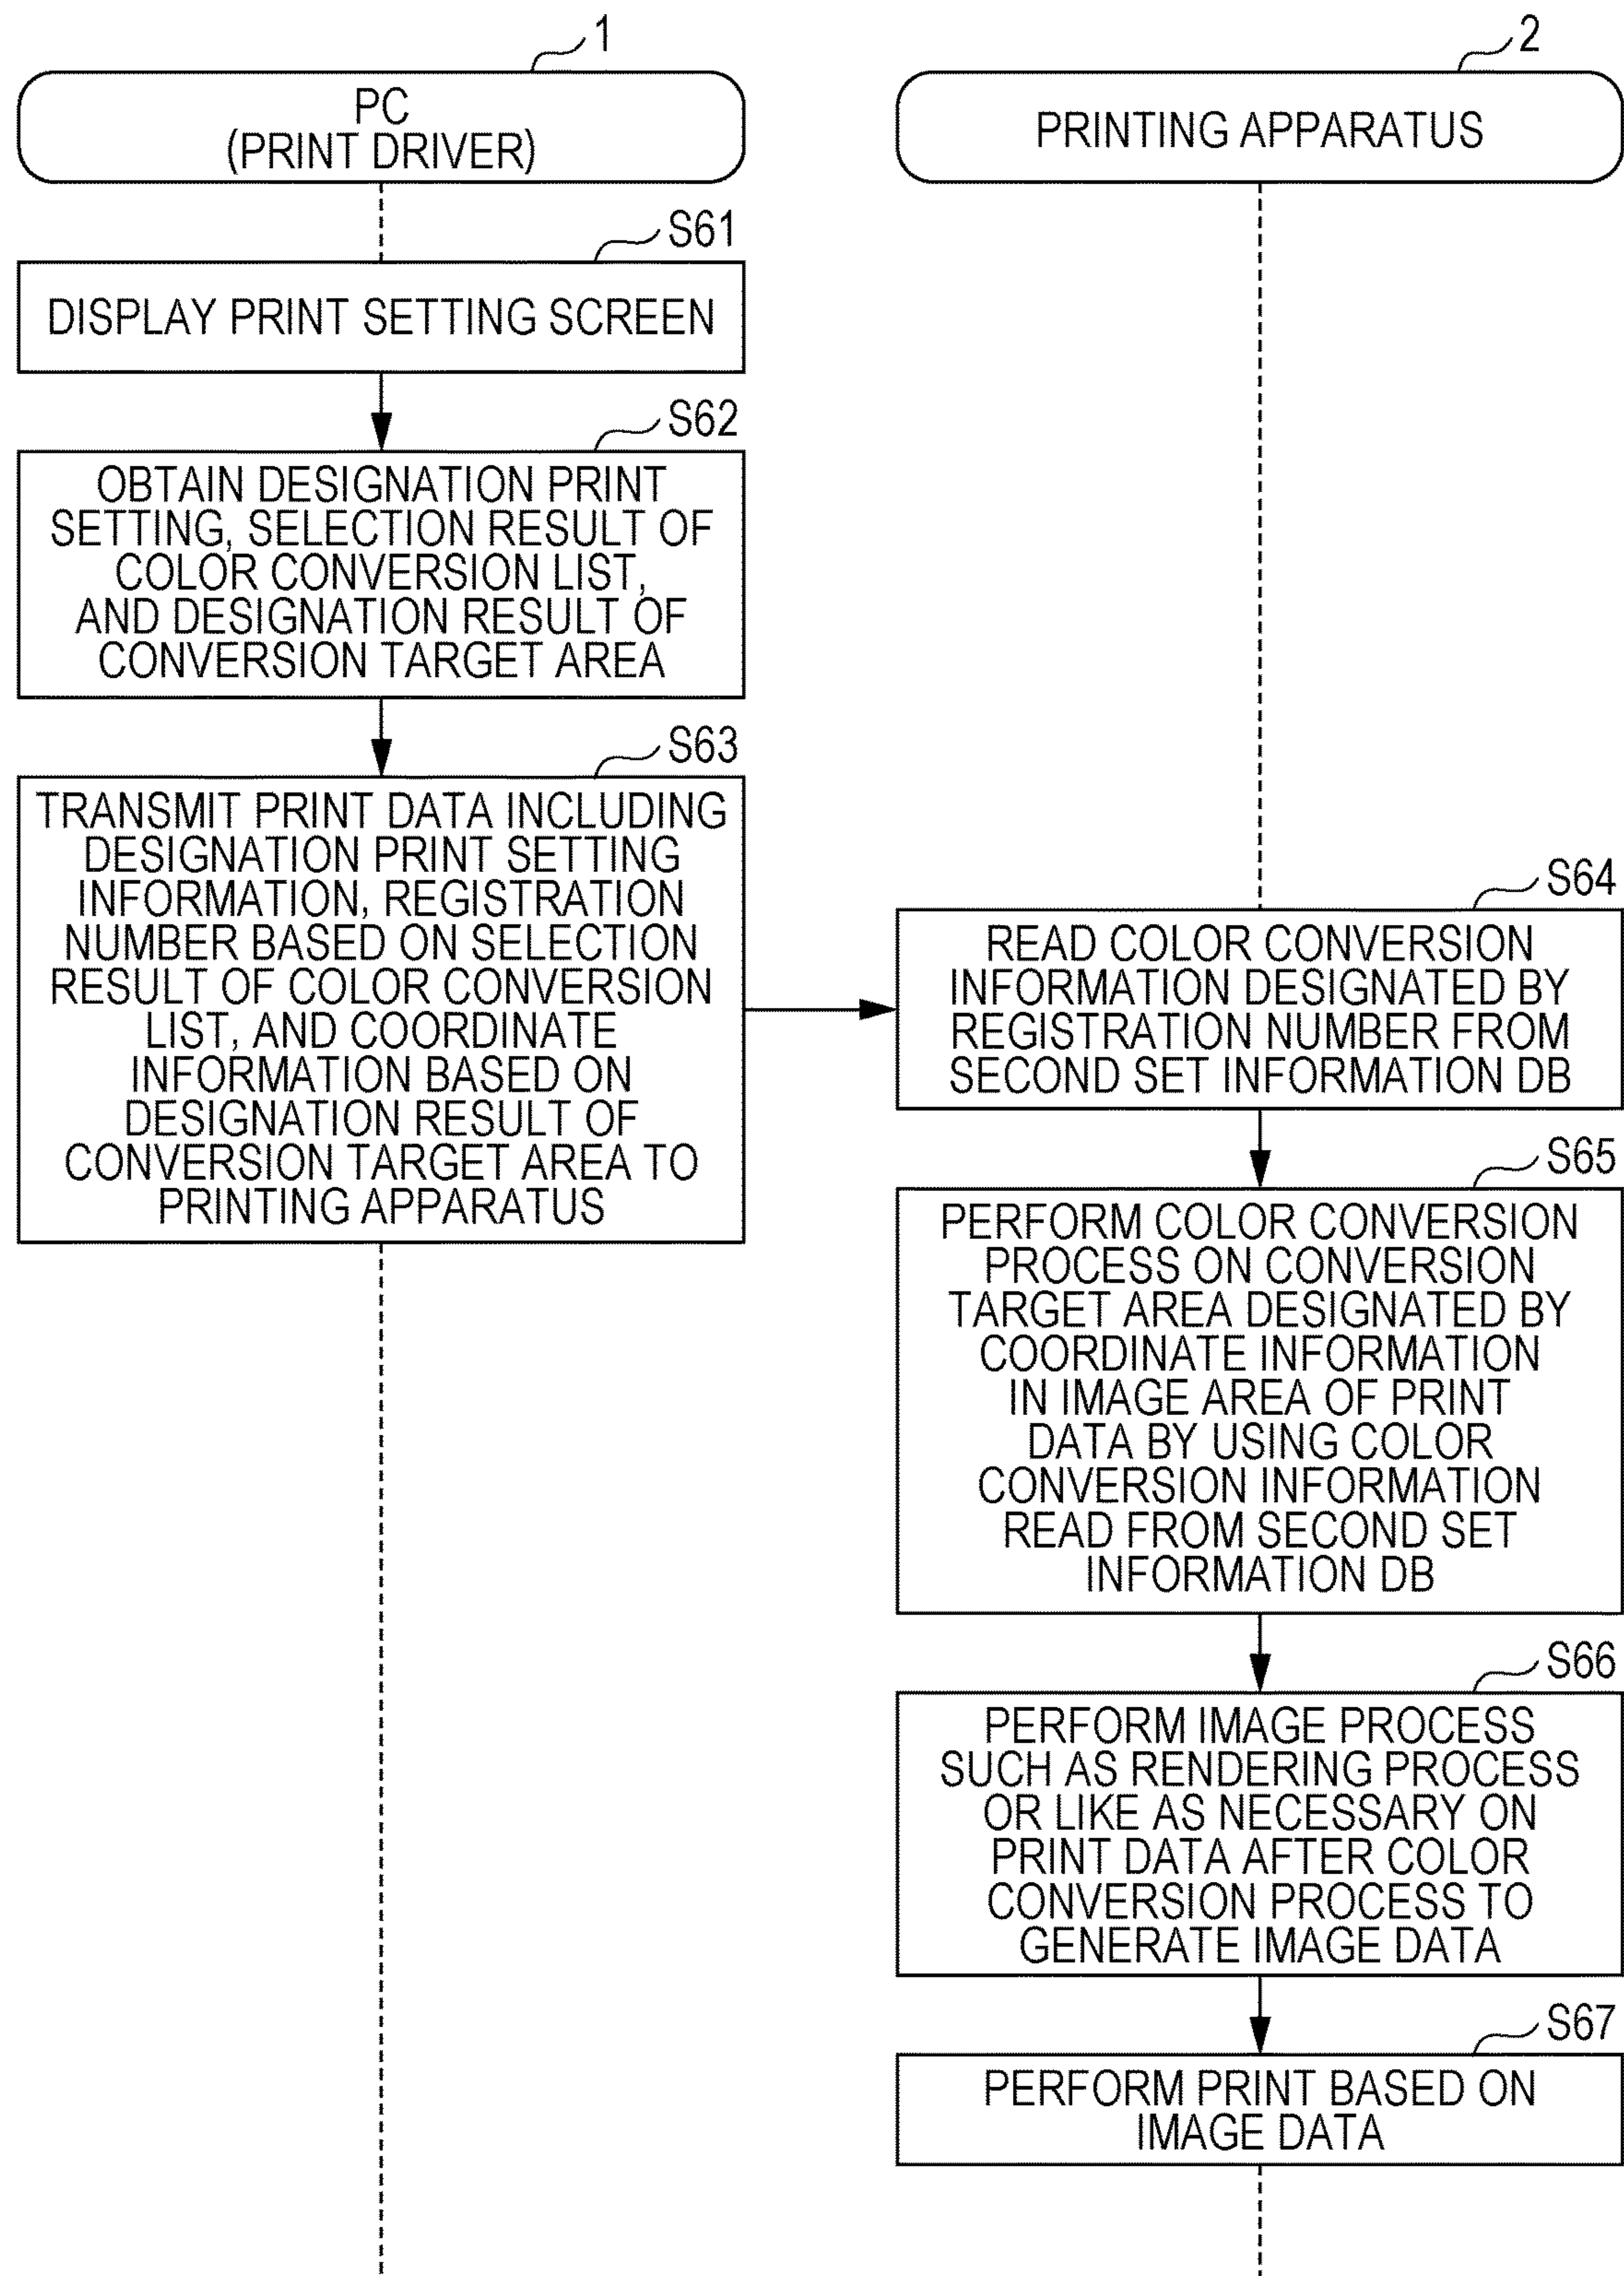 1
PC
(PRINT DRIVER)
2
PRINTING APPARATUS
S61
DISPLAY PRINT SETTING SCREEN
S62
OBTAIN DESIGNATION PRINT
SETTING, SELECTION RESULT OF
COLOR CONVERSION LIST,
AND DESIGNATION RESULT OF
CONVERSION TARGET AREA
S63
TRANSMIT PRINT DATA INCLUDING
DESIGNATION PRINT SETTING
INFORMATION, REGISTRATION
NUMBER BASED ON SELECTION
RESULT OF COLOR CONVERSION
LIST, AND COORDINATE
INFORMATION BASED ON
DESIGNATION RESULT OF
CONVERSION TARGET AREA TO
PRINTING APPARATUS
S64
READ COLOR CONVERSION
INFORMATION DESIGNATED BY
REGISTRATION NUMBER FROM
SECOND SET INFORMATION DB
S65
PERFORM COLOR CONVERSION
PROCESS ON CONVERSION
TARGET AREA DESIGNATED BY
COORDINATE INFORMATION
IN IMAGE AREA OF PRINT
DATA BY USING COLOR
CONVERSION INFORMATION
READ FROM SECOND SET
INFORMATION DB
S66
PERFORM IMAGE PROCESS
SUCH AS RENDERING PROCESS
OR LIKE AS NECESSARY ON
PRINT DATA AFTER COLOR
CONVERSION PROCESS TO
GENERATE IMAGE DATA
S67
PERFORM PRINT BASED ON
IMAGE DATA